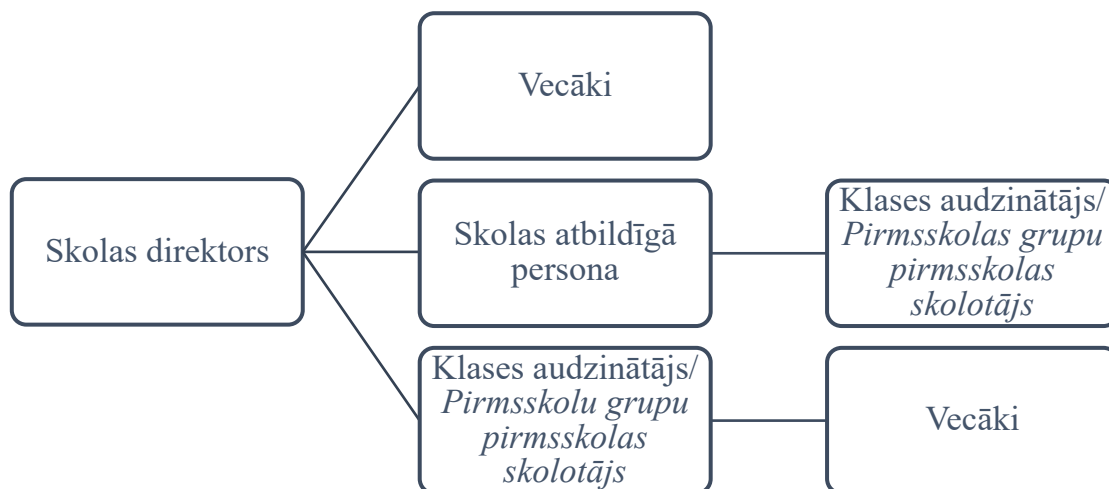 Vecāki
Skolas direktors
Skolas atbildīgā
persona
Klases audzinātājs/
Pirmsskolas grupu
pirmsskolas
skolotājs
Klases audzinātājs/
Pirmsskolu grupu
pirmsskolas
skolotājs
Vecāki